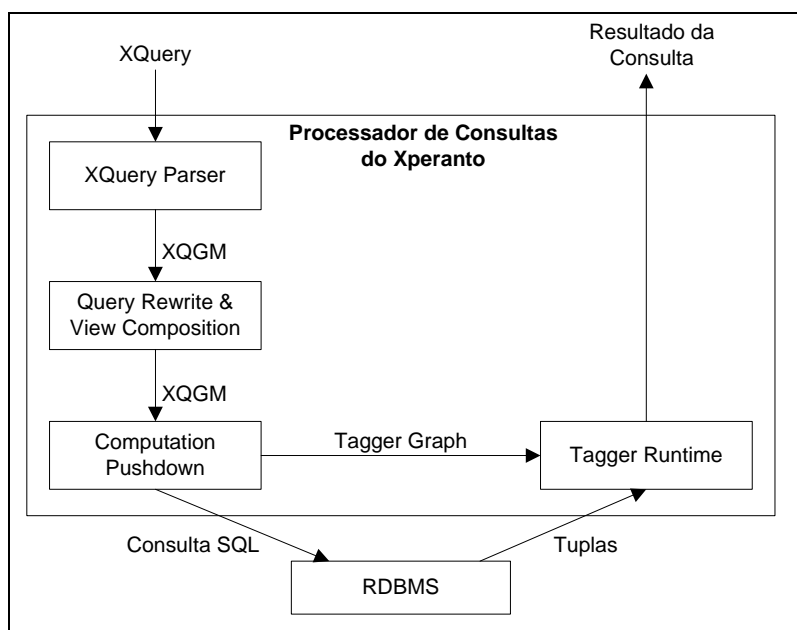 XQuery
Resultado da
Consulta
Processador de Consultas
do Xperanto
XQuery Parser
XQGM
Query Rewrite &
View Composition
XQGM
Computation
Pushdown
Tagger Graph
Tagger Runtime
Consulta SQL
Tuplas
RDBMS